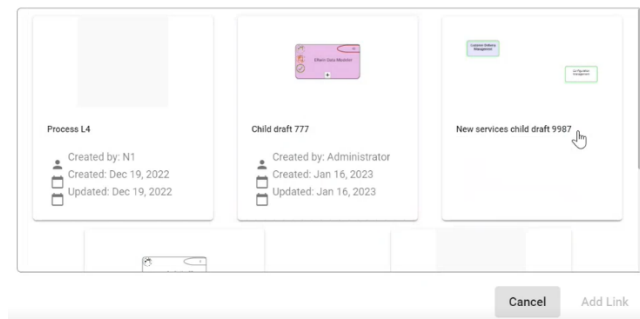 Process L4
Created by: N1
Created: Dec 19, 2022
Updated: Dec 19, 2022
Child draft 777
Created by: Administrator
Created: Jan 16, 2023
Updated: Jan 16, 2023
New services child draft 9987
Cancel
Add Link